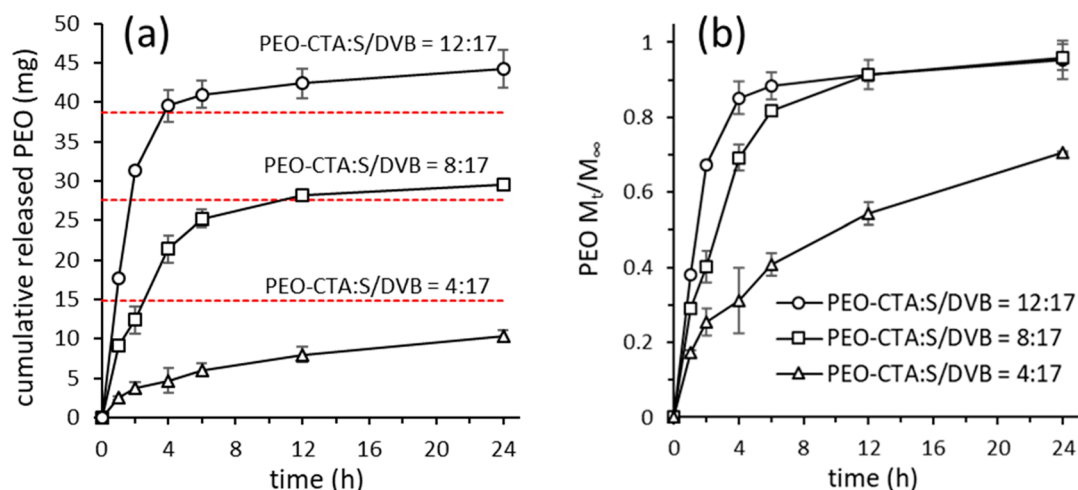 (a)
cumulative released PEO (mg)
50
45
40
35
30
25
20
15
10
5
0
PEO-CTA:S/DVB = 12:17
PEO-CTA:S/DVB = 8:17
PEO-CTA:S/DVB = 4:17
0 4 8 12 16 20 24
time (h)
(b)
PEO Mₜ/M∞
1
0.8
0.6
0.4
0.2
0
PEO-CTA:S/DVB = 12:17
PEO-CTA:S/DVB = 8:17
PEO-CTA:S/DVB = 4:17
0 4 8 12 16 20 24
time (h)